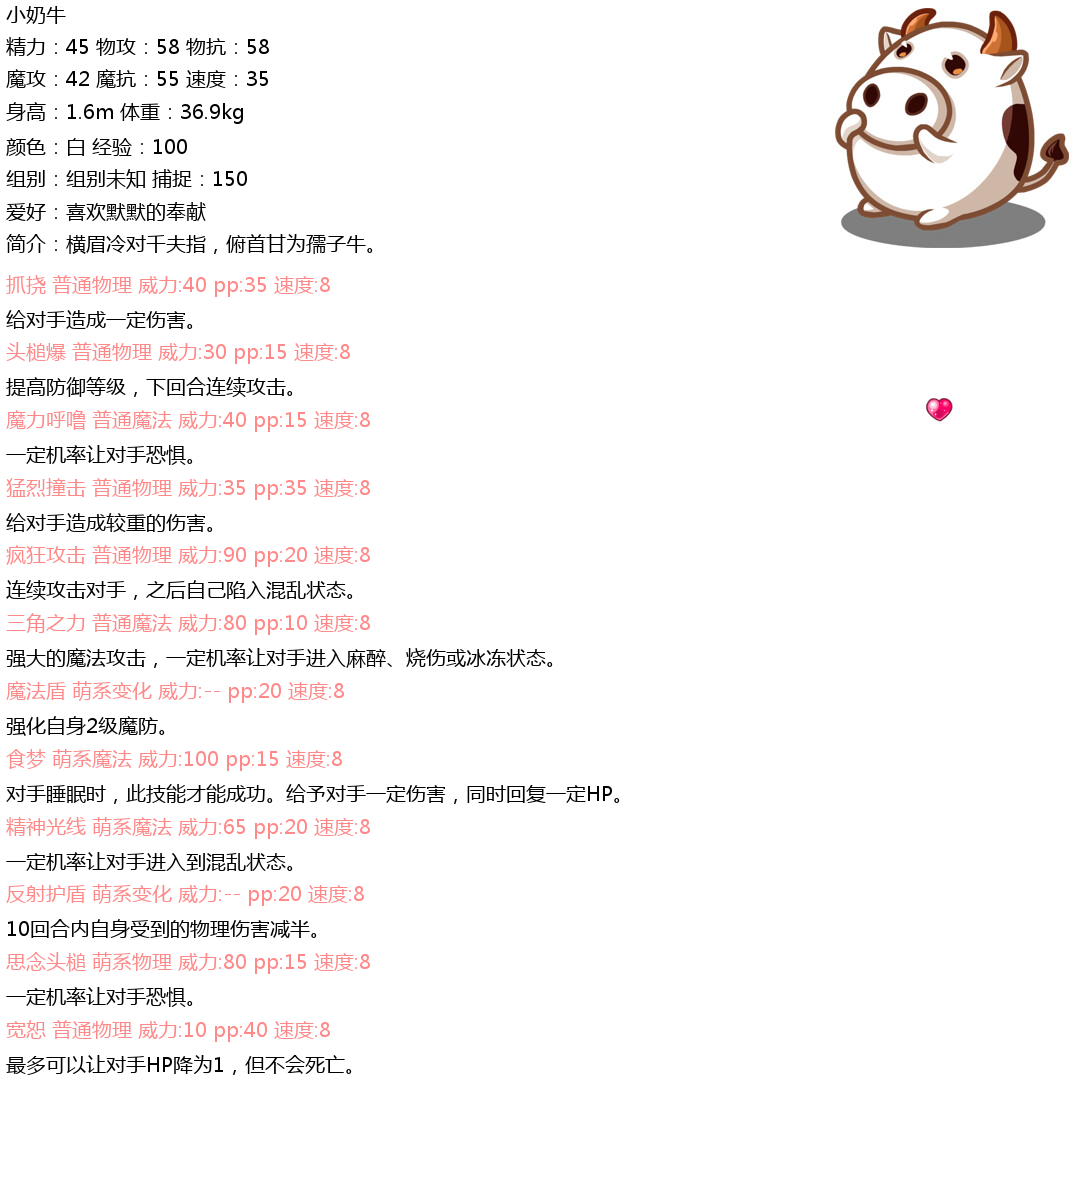 小奶牛
精力：45 物攻：58 物抗：58
魔攻：42 魔抗：55 速度：35
身高：1.6m 体重：36.9kg
颜色：白 经验：100
组别：组别未知 捕捉：150
爱好：喜欢默默的奉献
简介：横眉冷对千夫指，俯首甘为孺子牛。
抓挠 普通物理 威力:40 pp:35 速度:8
给对手造成一定伤害。
头槌爆 普通物理 威力:30 pp:15 速度:8
提高防御等级，下回合连续攻击。
魔力呼噜 普通魔法 威力:40 pp:15 速度:8
一定机率让对手恐惧。
猛烈撞击 普通物理 威力:35 pp:35 速度:8
给对手造成较重的伤害。
疯狂攻击 普通物理 威力:90 pp:20 速度:8
连续攻击对手，之后自己陷入混乱状态。
三角之力 普通魔法 威力:80 pp:10 速度:8
强大的魔法攻击，一定机率让对手进入麻醉、烧伤或冰冻状态。
魔法盾 萌系变化 威力:-- pp:20 速度:8
强化自身2级魔防。
食梦 萌系魔法 威力:100 pp:15 速度:8
对手睡眠时，此技能才能成功。给予对手一定伤害，同时回复一定HP。
精神光线 萌系魔法 威力:65 pp:20 速度:8
一定机率让对手进入到混乱状态。
反射护盾 萌系变化 威力:-- pp:20 速度:8
10回合内自身受到的物理伤害减半。
思念头槌 萌系物理 威力:80 pp:15 速度:8
一定机率让对手恐惧。
宽恕 普通物理 威力:10 pp:40 速度:8
最多可以让对手HP降为1，但不会死亡。